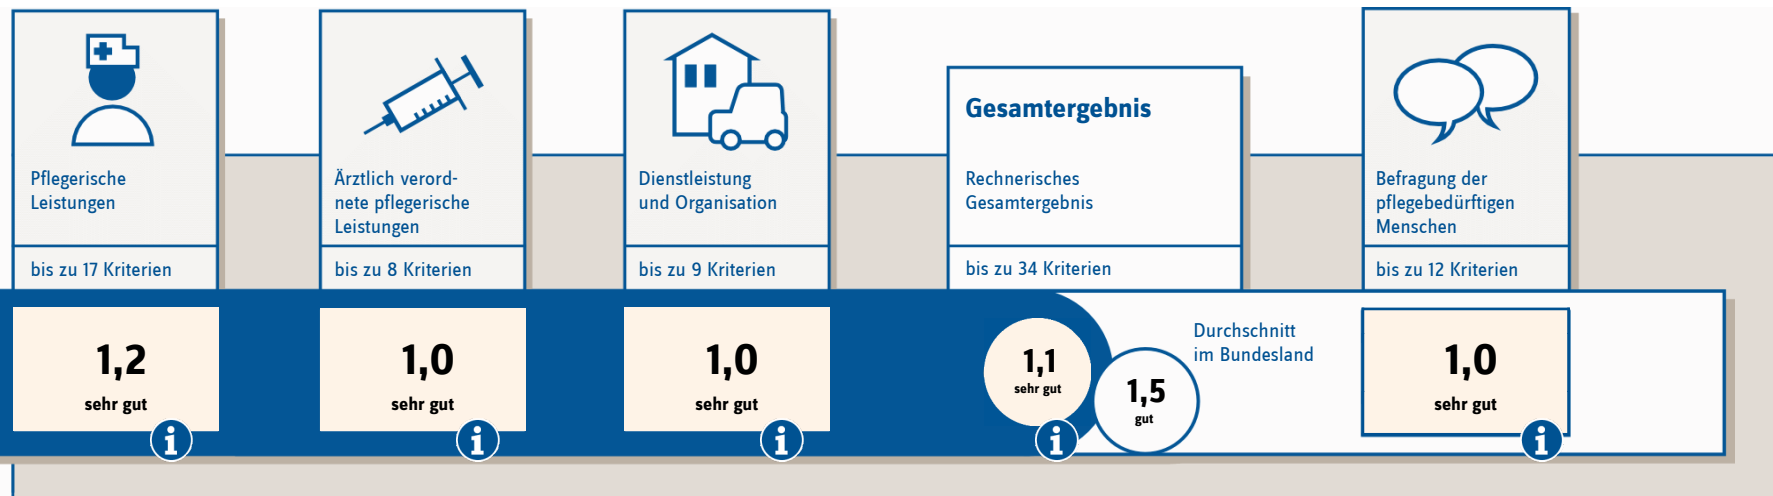 Pflegerische
Leistungen
bis zu 17 Kriterien
1,2
sehr gut
Ärztlich verord-
nete pflegerische
Leistungen
bis zu 8 Kriterien
1,0
sehr gut
Dienstleistung
und Organisation
bis zu 9 Kriterien
1,0
sehr gut
Gesamtergebnis
Rechnerisches
Gesamtergebnis
bis zu 34 Kriterien
1,1
sehr gut
1,5
gut
Durchschnitt
im Bundesland
Befragung der
pflegebedürftigen
Menschen
bis zu 12 Kriterien
1,0
sehr gut